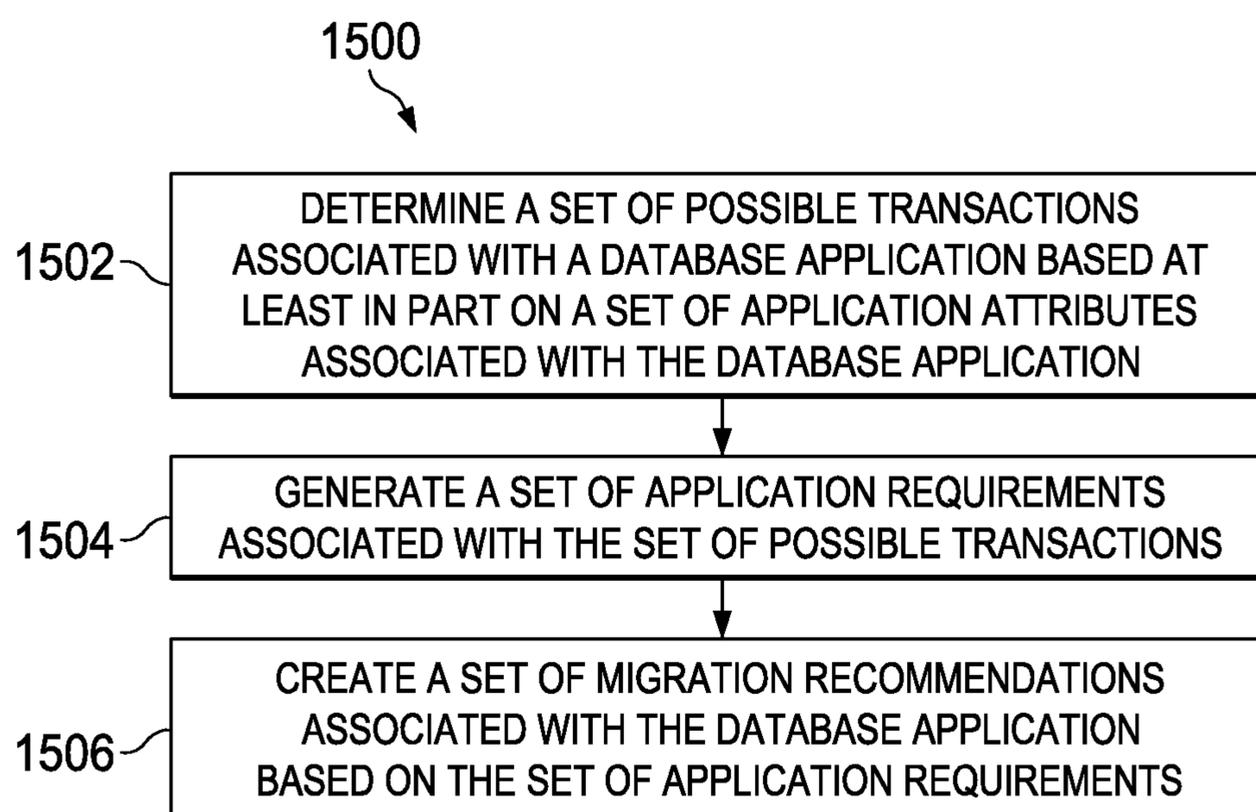 1500
1502
DETERMINE A SET OF POSSIBLE TRANSACTIONS
ASSOCIATED WITH A DATABASE APPLICATION BASED AT
LEAST IN PART ON A SET OF APPLICATION ATTRIBUTES
ASSOCIATED WITH THE DATABASE APPLICATION
1504
GENERATE A SET OF APPLICATION REQUIREMENTS
ASSOCIATED WITH THE SET OF POSSIBLE TRANSACTIONS
1506
CREATE A SET OF MIGRATION RECOMMENDATIONS
ASSOCIATED WITH THE DATABASE APPLICATION
BASED ON THE SET OF APPLICATION REQUIREMENTS